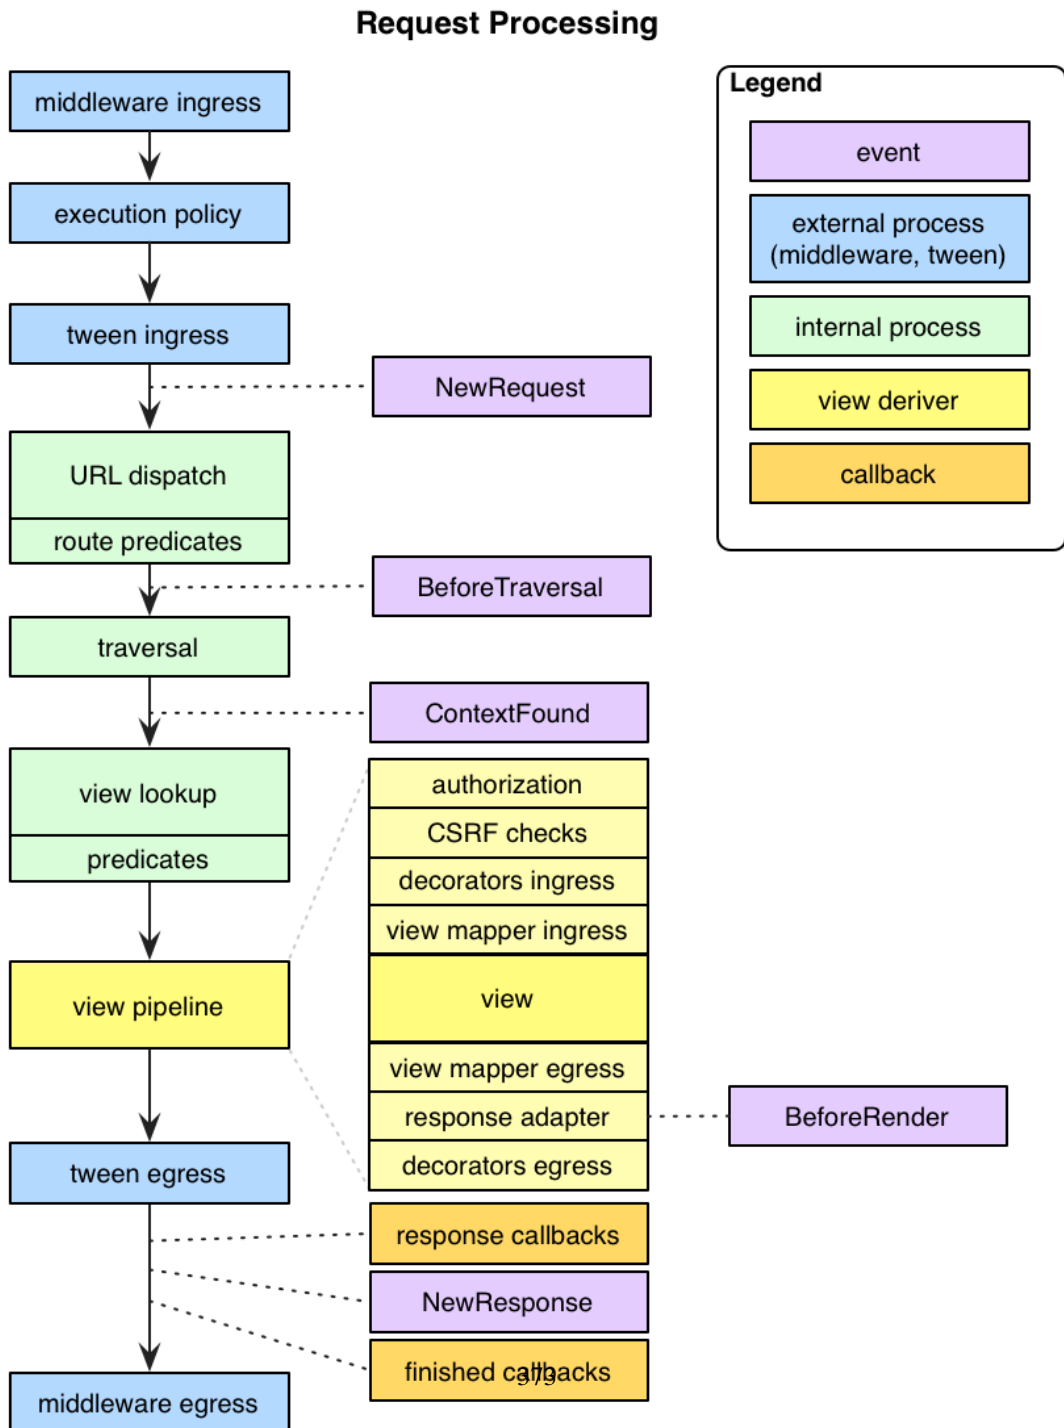 Request Processing
middleware ingress
execution policy
tween ingress
NewRequest
URL dispatch
route predicates
BeforeTraversal
traversal
ContextFound
view lookup
predicates
view pipeline
authorization
CSRF checks
decorators ingress
view mapper ingress
view
view mapper egress
response adapter
decorators egress
BeforeRender
tween egress
response callbacks
NewResponse
finished callbacks
373
middleware egress
Legend
event
external process
(middleware, tween)
internal process
view deriver
callback